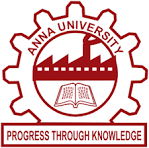 ANNA UNIVERSITY
PROGRESS THROUGH KNOWLEDGE